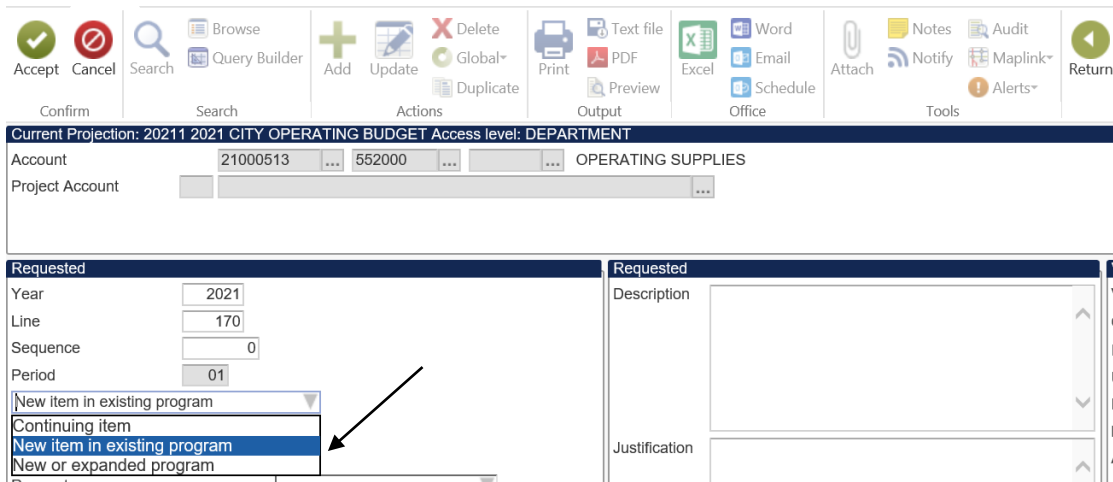 Accept Cancel Search Browse Query Builder Add Update Delete Global Duplicate Print Text file PDF Preview Excel Word Email Schedule Attach Notes Notify Audit Maplink Alerts Return
Confirm Search Actions Output Office Tools
Current Projection: 20211 2021 CITY OPERATING BUDGET Access level: DEPARTMENT
Account 21000513 ... 552000 ... ... OPERATING SUPPLIES
Project Account ...
Requested Requested
Year 2021 Description
Line 170
Sequence 0
Period 01
New item in existing program
Continuing item
New item in existing program Justification
New or expanded program